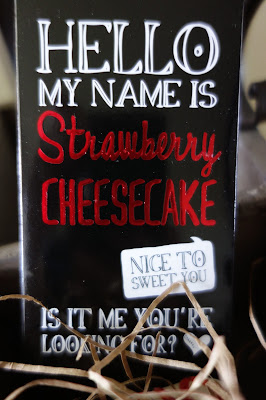 HELLO
MY NAME IS
Strawberry
CHEESECAKE
NICE TO
SWEET YOU
IS IT ME YOU'RE
LOOKING FOR?